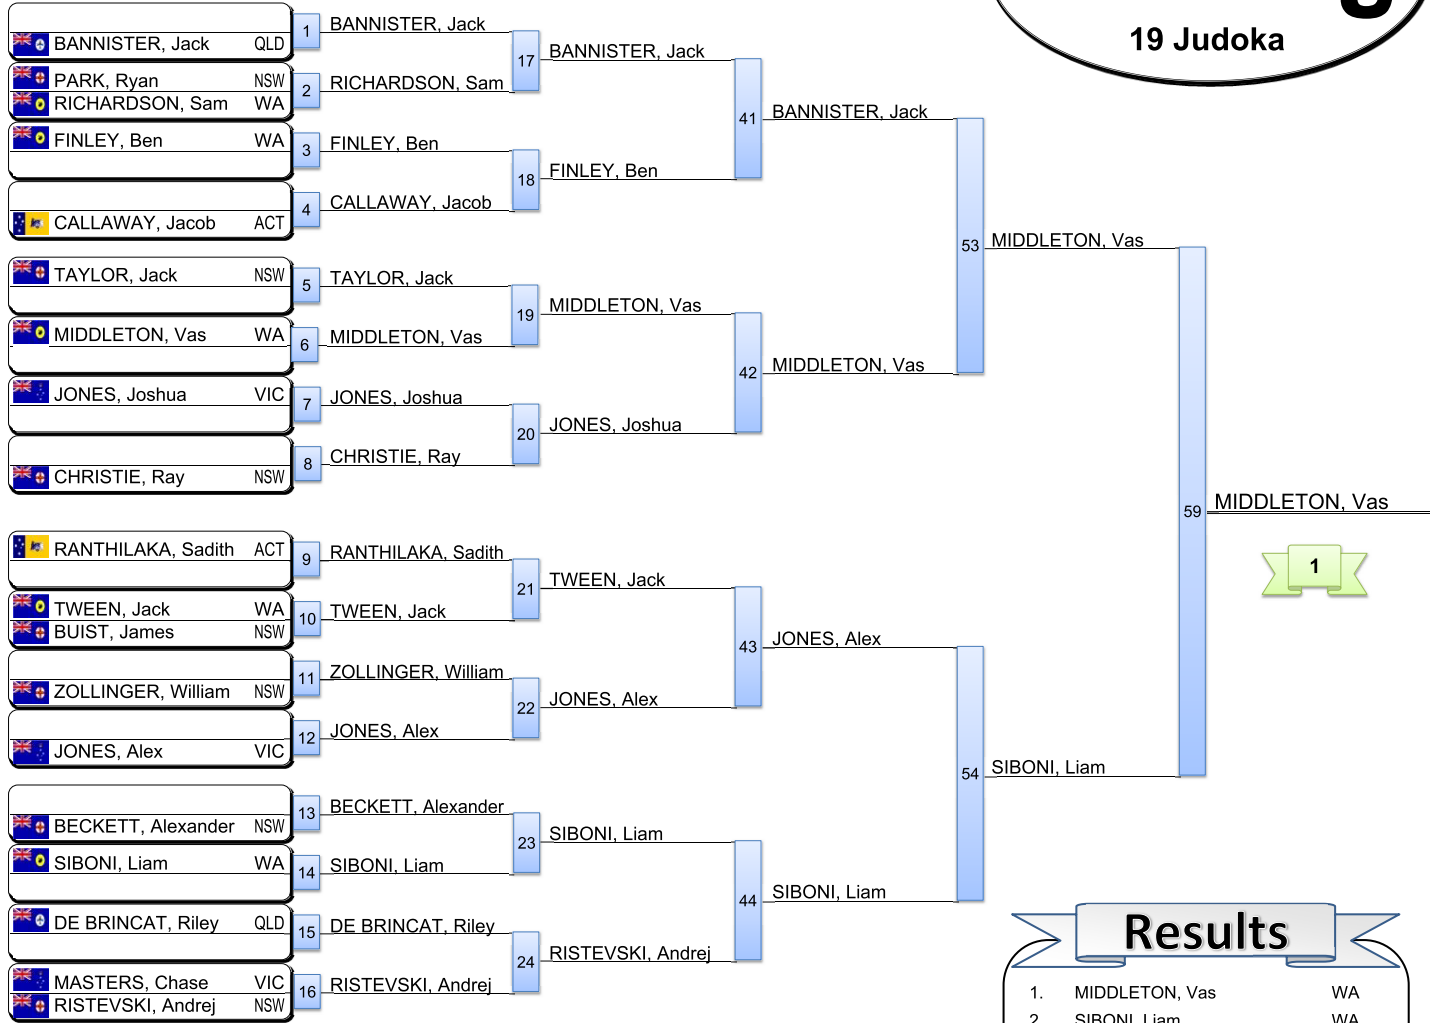 19 Judoka
BANNISTER, Jack QLD
1
BANNISTER, Jack
PARK, Ryan NSW
RICHARDSON, Sam WA
2
RICHARDSON, Sam
17
BANNISTER, Jack
FINLEY, Ben WA
3
FINLEY, Ben
CALLAWAY, Jacob ACT
4
CALLAWAY, Jacob
18
FINLEY, Ben
41
BANNISTER, Jack
TAYLOR, Jack NSW
5
TAYLOR, Jack
MIDDLETON, Vas WA
6
MIDDLETON, Vas
19
MIDDLETON, Vas
JONES, Joshua VIC
7
JONES, Joshua
CHRISTIE, Ray NSW
8
CHRISTIE, Ray
20
JONES, Joshua
42
MIDDLETON, Vas
53
MIDDLETON, Vas
RANTHILAKA, Sadith ACT
9
RANTHILAKA, Sadith
TWEEN, Jack WA
BUIST, James NSW
10
TWEEN, Jack
21
TWEEN, Jack
ZOLLINGER, William NSW
11
ZOLLINGER, William
JONES, Alex VIC
12
JONES, Alex
22
JONES, Alex
43
JONES, Alex
BECKETT, Alexander NSW
13
BECKETT, Alexander
SIBONI, Liam WA
14
SIBONI, Liam
23
SIBONI, Liam
DE BRINCAT, Riley QLD
15
DE BRINCAT, Riley
MASTERS, Chase VIC
RISTEVSKI, Andrej NSW
16
RISTEVSKI, Andrej
24
RISTEVSKI, Andrej
44
SIBONI, Liam
54
SIBONI, Liam
59
MIDDLETON, Vas
1
Results
1. MIDDLETON, Vas WA
2. SIBONI, Liam WA